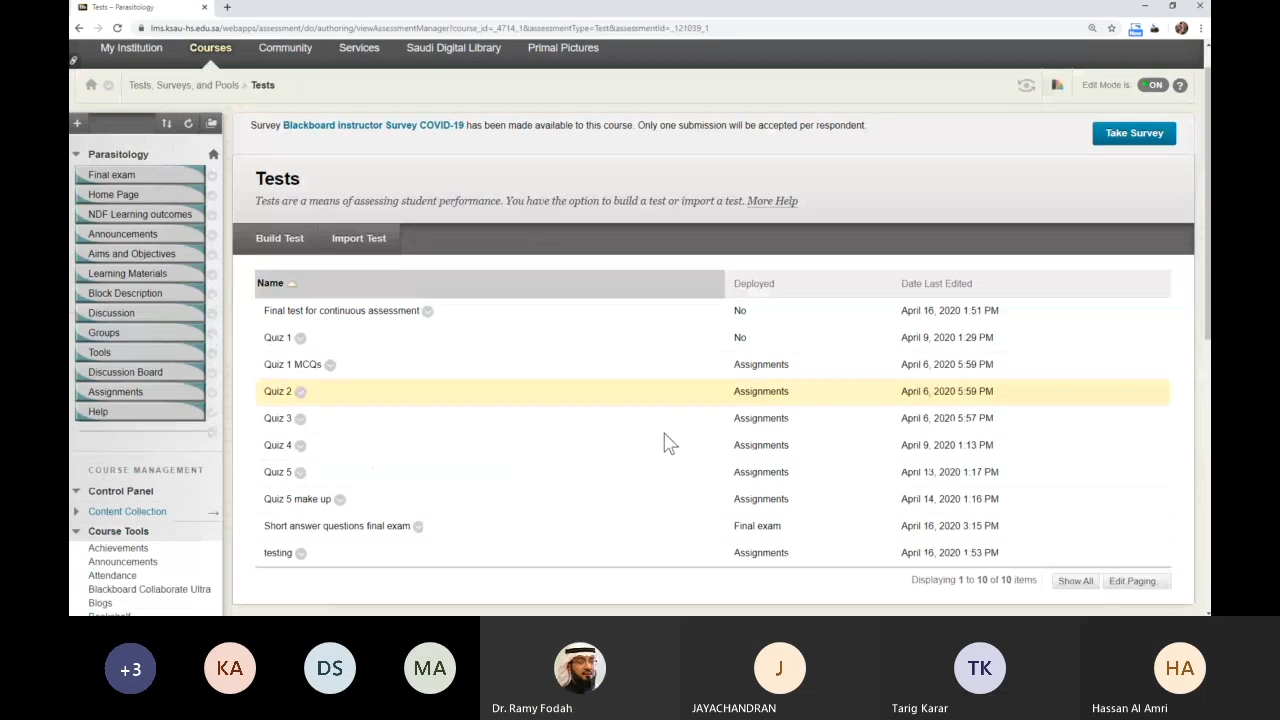 Tests – Parasitology
lms.ksau-hs.edu.sa/webapps/assessment/do/authoring/viewAssessmentManager?course_id=_4714_1&assessmentType=Test&assessmentId=_121039_1
New
My Institution Courses Community Services Saudi Digital Library Primal Pictures
Tests, Surveys, and Pools > Tests
Edit Mode is: ON ?
Survey Blackboard instructor Survey COVID-19 has been made available to this course. Only one submission will be accepted per respondent.
Take Survey
Parasitology
Final exam
Home Page
NDF Learning outcomes
Announcements
Aims and Objectives
Learning Materials
Block Description
Discussion
Groups
Tools
Discussion Board
Assignments
Help
COURSE MANAGEMENT
Control Panel
Content Collection
Course Tools
Achievements
Announcements
Attendance
Blackboard Collaborate Ultra
Blogs
Tests
Tests are a means of assessing student performance. You have the option to build a test or import a test. More Help
Build Test Import Test
Name Deployed Date Last Edited
Final test for continuous assessment No April 16, 2020 1:51 PM
Quiz 1 No April 9, 2020 1:29 PM
Quiz 1 MCQs Assignments April 6, 2020 5:59 PM
Quiz 2 Assignments April 6, 2020 5:59 PM
Quiz 3 Assignments April 6, 2020 5:57 PM
Quiz 4 Assignments April 9, 2020 1:13 PM
Quiz 5 Assignments April 13, 2020 1:17 PM
Quiz 5 make up Assignments April 14, 2020 1:16 PM
Short answer questions final exam Final exam April 16, 2020 3:15 PM
testing Assignments April 16, 2020 1:53 PM
Displaying 1 to 10 of 10 items Show All Edit Paging...
+3 KA DS MA J TK HA
Dr. Ramy Fodah JAYACHANDRAN Tarig Karar Hassan Al Amri